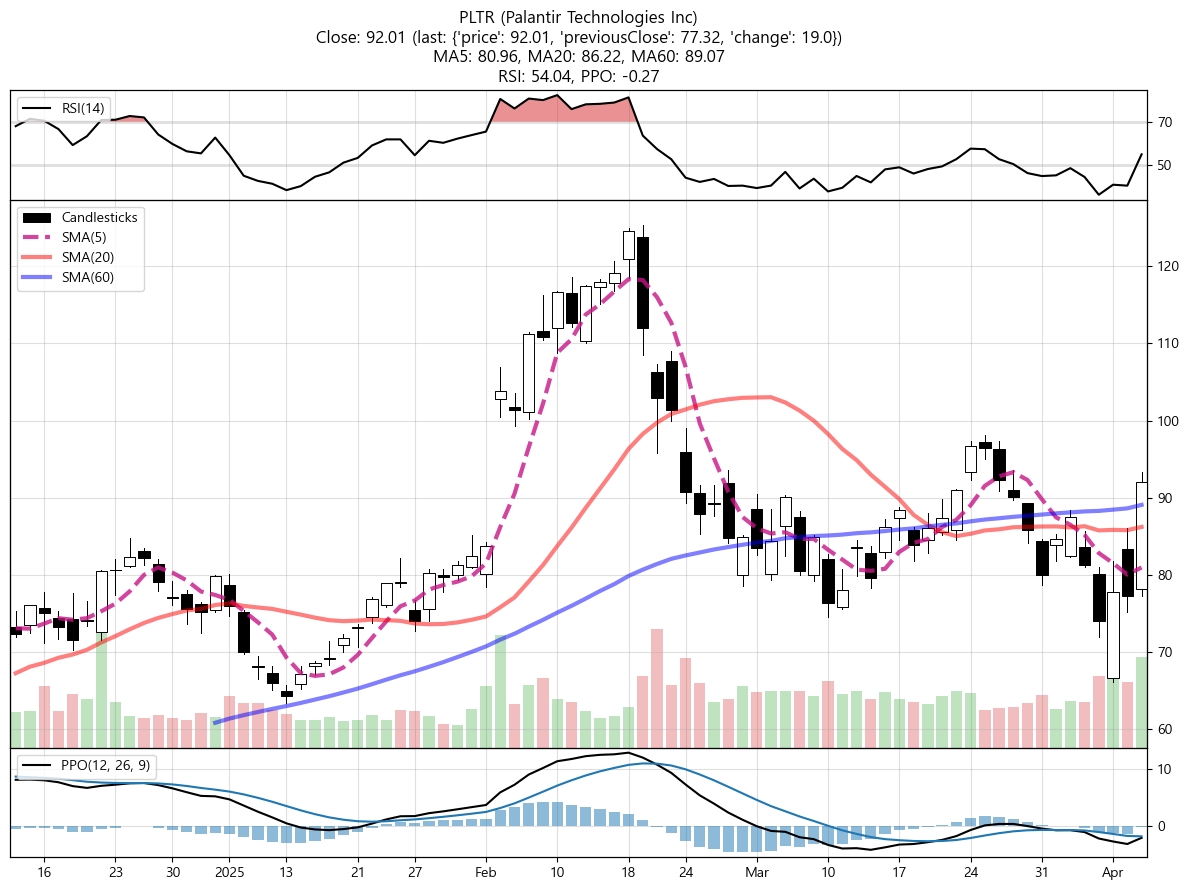 PLTR (Palantir Technologies Inc)
Close: 92.01 (last: {'price': 92.01, 'previousClose': 77.32, 'change': 19.0})
MA5: 80.96, MA20: 86.22, MA60: 89.07
RSI: 54.04, PPO: -0.27
RSI(14)
70
50
Candlesticks
SMA(5)
SMA(20)
SMA(60)
120
110
100
90
80
70
60
PPO(12, 26, 9)
10
0
16 23 30 2025 13 21 27 Feb 10 18 24 Mar 10 17 24 31 Apr